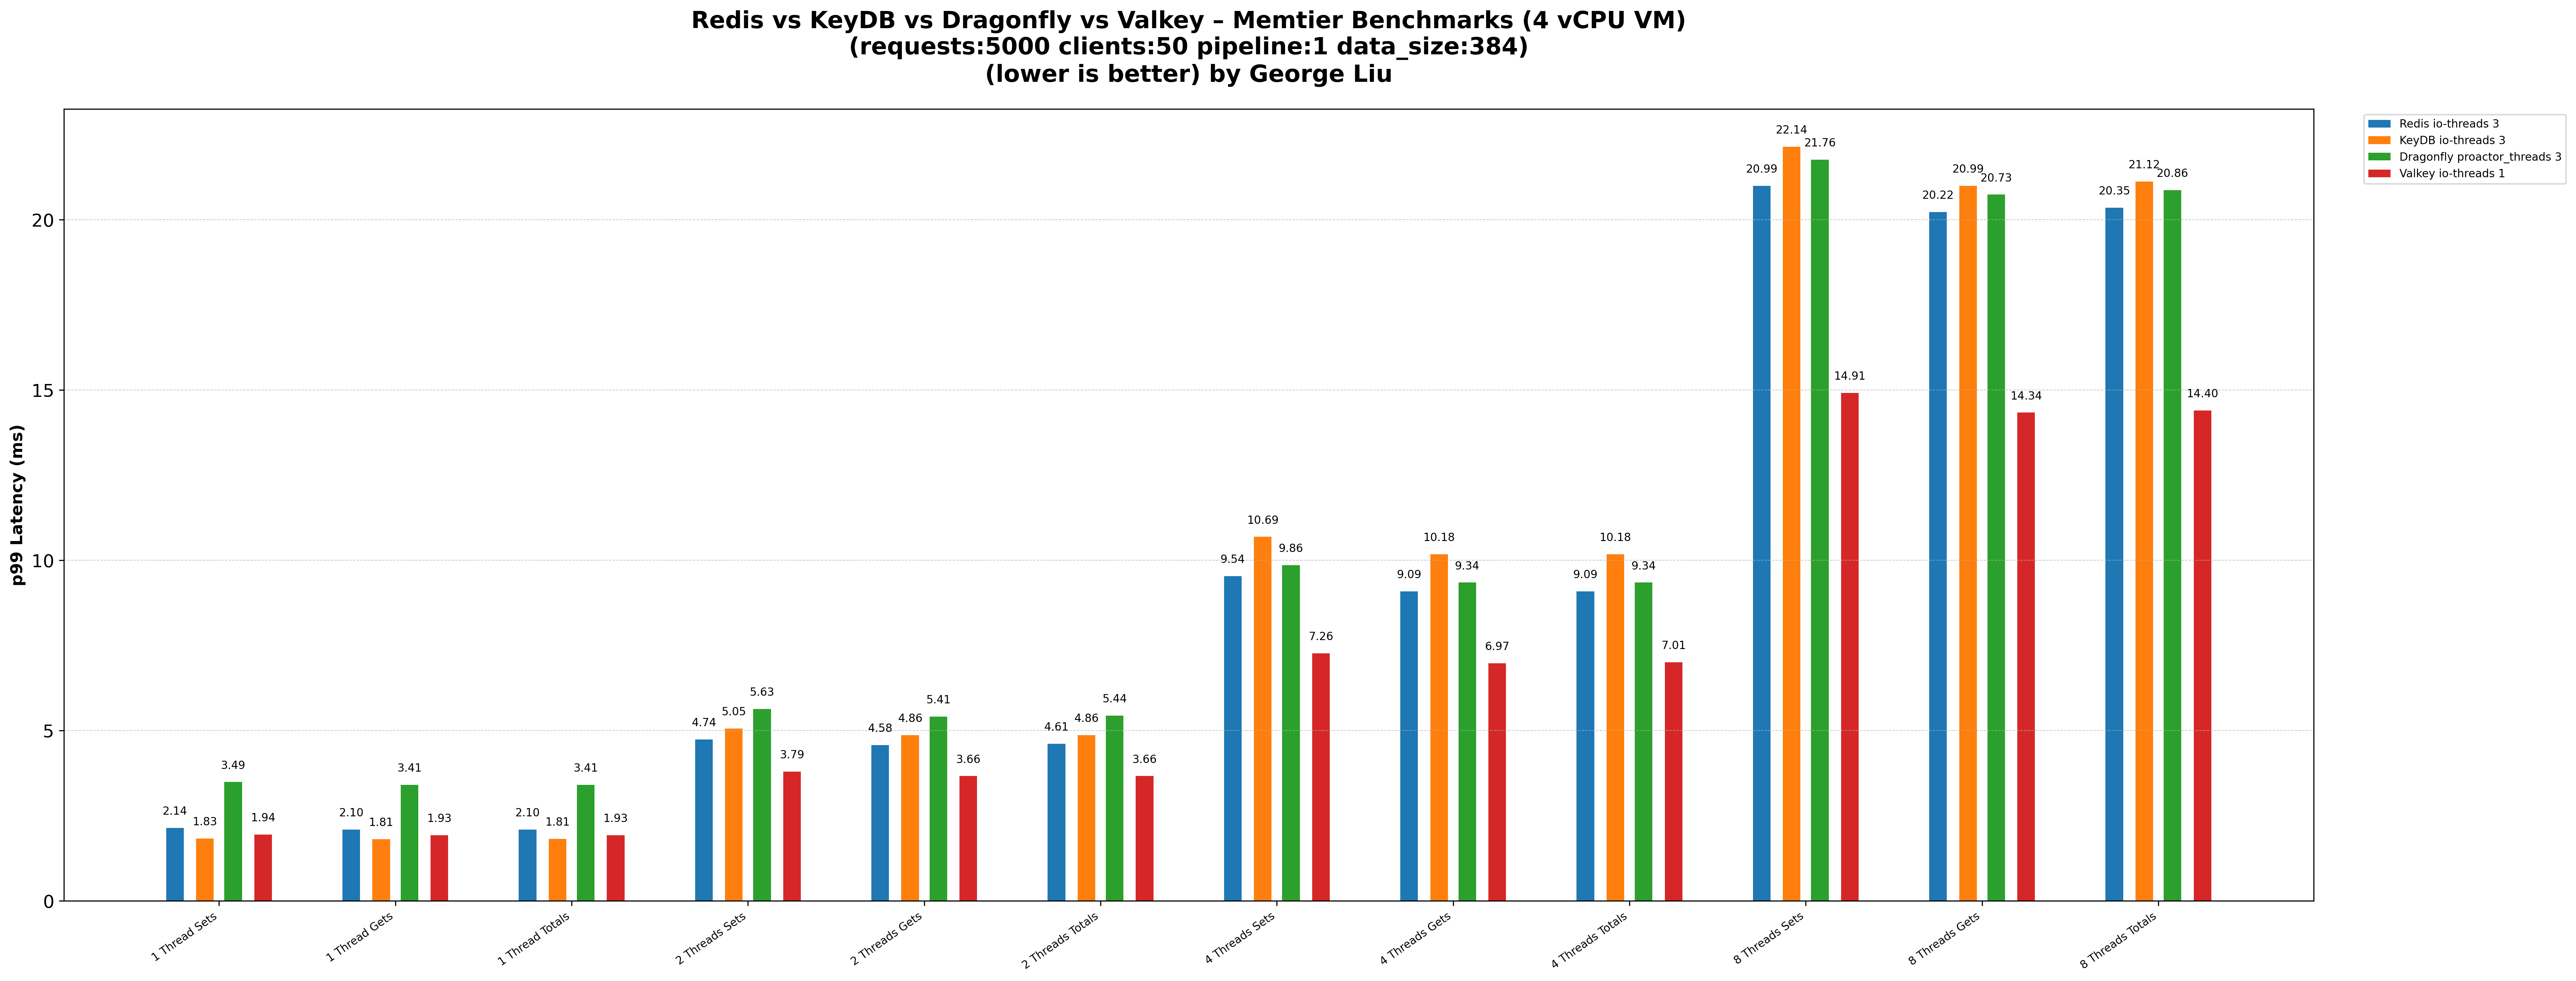 Redis vs KeyDB vs Dragonfly vs Valkey – Memtier Benchmarks (4 vCPU VM)
(requests:5000 clients:50 pipeline:1 data_size:384)
(lower is better) by George Liu
Redis io-threads 3
KeyDB io-threads 3
Dragonfly proactor_threads 3
Valkey io-threads 1
p99 Latency (ms)
20
15
10
5
0
2.14
1.83
3.49
1.94
2.10
1.81
3.41
1.93
2.10
1.81
3.41
1.93
4.74
5.05
5.63
3.79
4.58
4.86
5.41
3.66
4.61
4.86
5.44
3.66
9.54
10.69
9.86
7.26
9.09
10.18
9.34
6.97
9.09
10.18
9.34
7.01
20.99
22.14
21.76
14.91
20.22
20.99
20.73
14.34
20.35
21.12
20.86
14.40
1 Thread Sets
1 Thread Gets
1 Thread Totals
2 Threads Sets
2 Threads Gets
2 Threads Totals
4 Threads Sets
4 Threads Gets
4 Threads Totals
8 Threads Sets
8 Threads Gets
8 Threads Totals